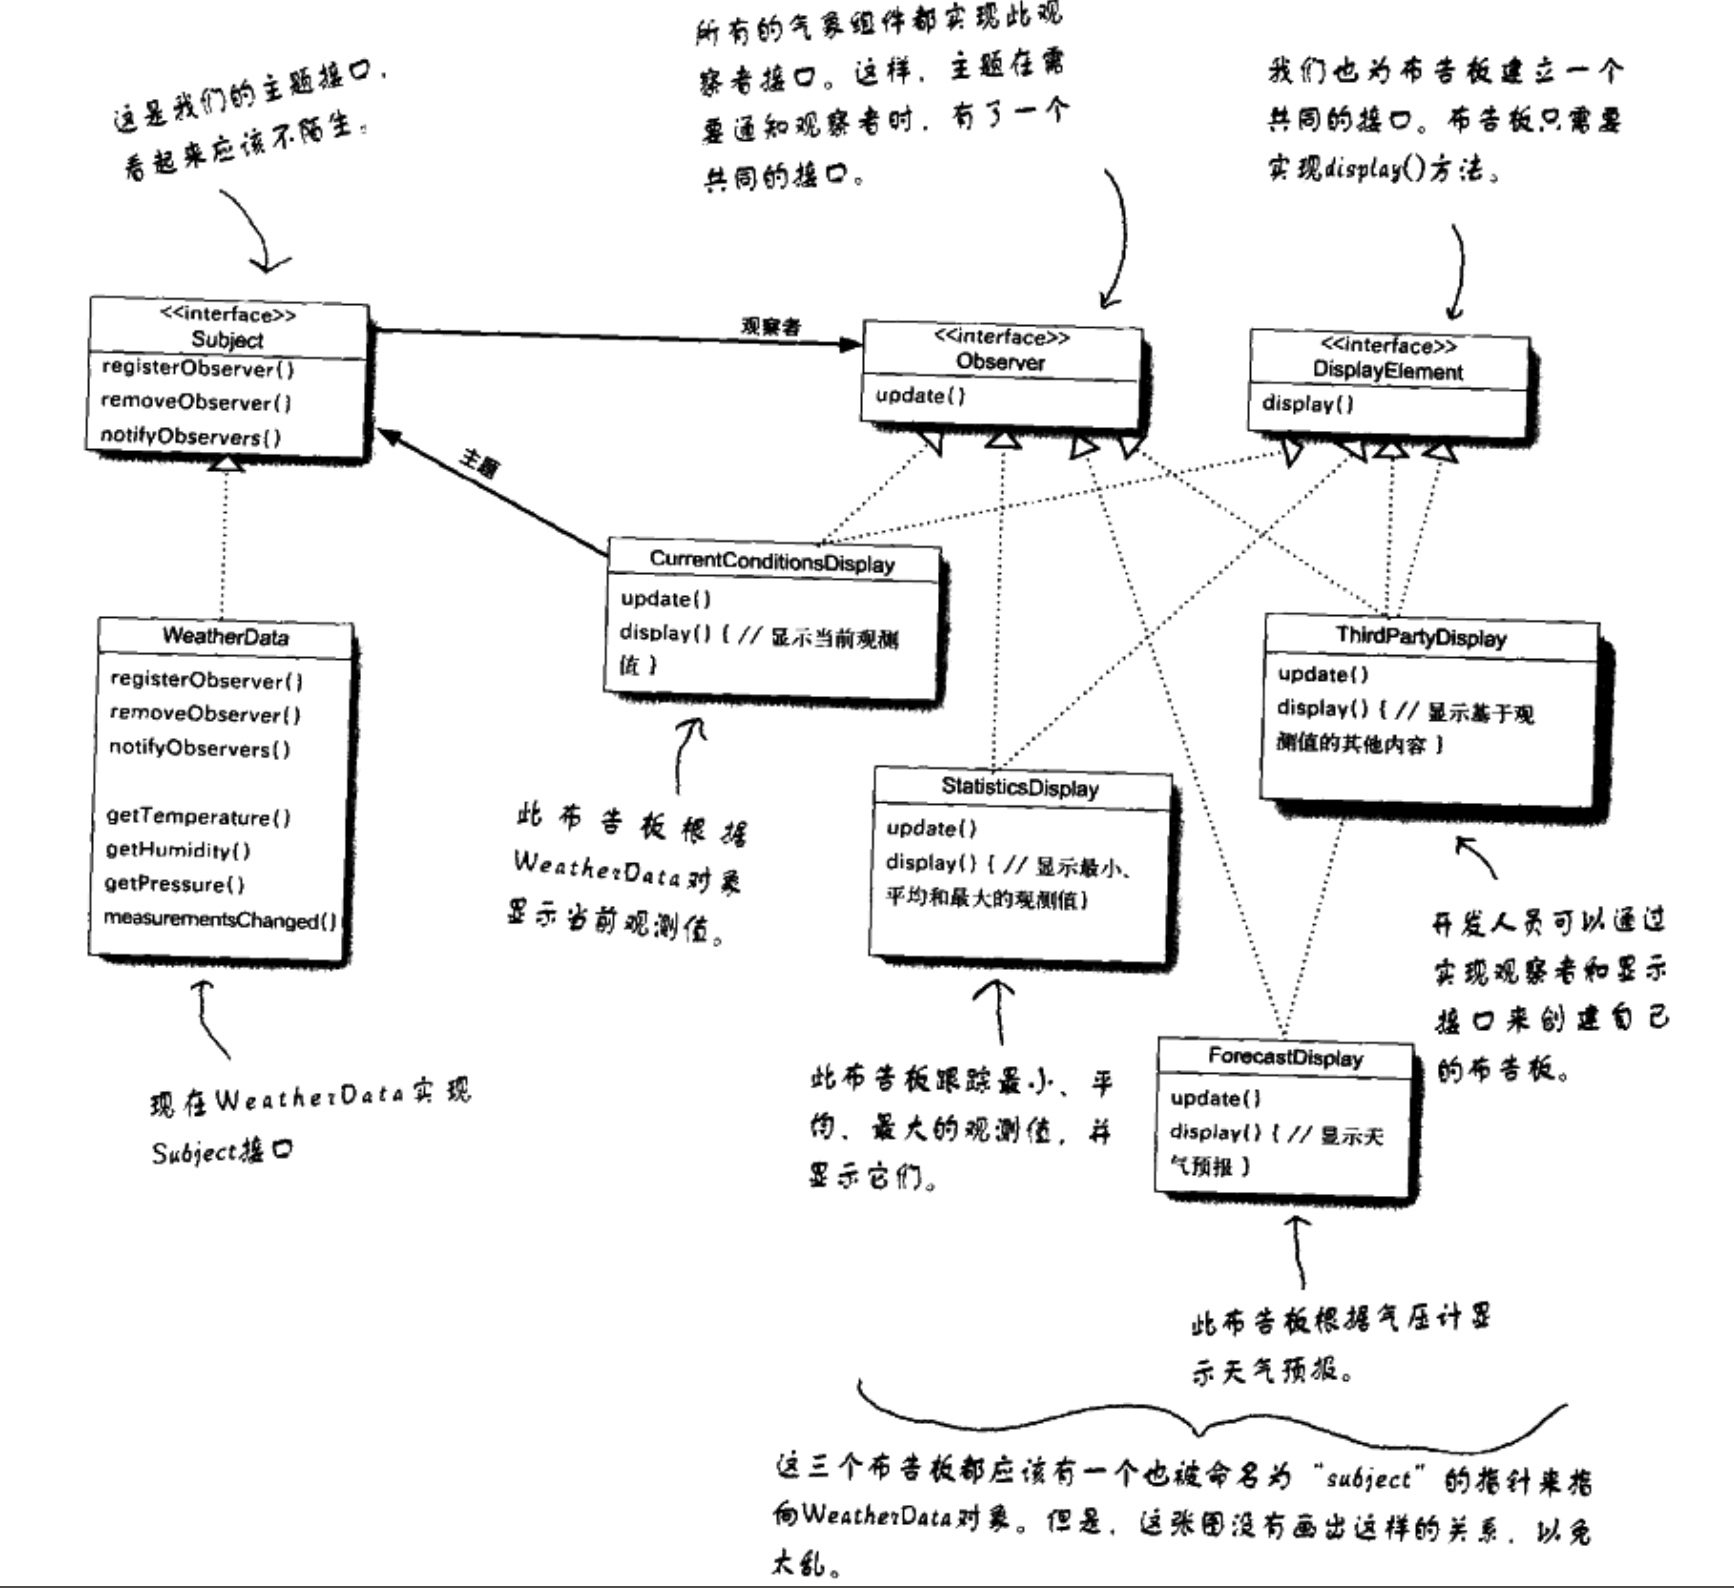 这是我们的主题接口，
看起来应该不陌生。
所有的气象组件都实现此观
察者接口。这样，主题在需
要通知观察者时，有了一个
共同的接口。
我们也为布告板建立一个
共同的接口。布告板只需要
实现display()方法。
<<interface>>
Subject
registerObserver()
removeObserver()
notifyObservers()
观察者
<<interface>>
Observer
update()
<<interface>>
DisplayElement
display()
主题
CurrentConditionsDisplay
update()
display() { // 显示当前观测
值 }
WeatherData
registerObserver()
removeObserver()
notifyObservers()
getTemperature()
getHumidity()
getPressure()
measurementsChanged()
ThirdPartyDisplay
update()
display() { // 显示基于观
测值的其他内容 }
StatisticsDisplay
update()
display() { // 显示最小、
平均和最大的观测值}
此布告板根据
WeatherData对象
显示当前观测值。
开发人员可以通过
实现观察者和显示
接口来创建自己
的布告板。
现在WeatherData实现
Subject接口
此布告板跟踪最小、平
均、最大的观测值，并
显示它们。
ForecastDisplay
update()
display() { // 显示天
气预报 }
此布告板根据气压计显
示天气预报。
这三个布告板都应该有一个也被命名为“subject”的指针来指
向WeatherData对象。但是，这张图没有画出这样的关系，以免
太乱。